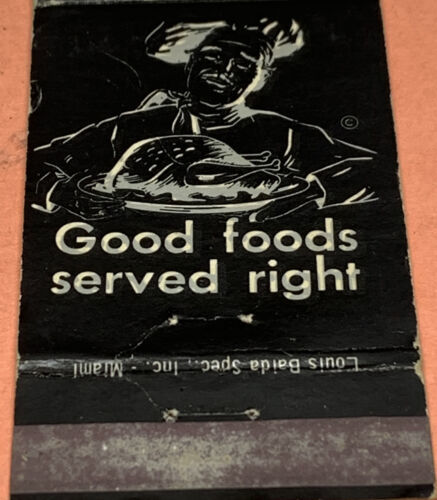 ©
Good foods
served right
Louis Balda Spec., Inc. - Miami